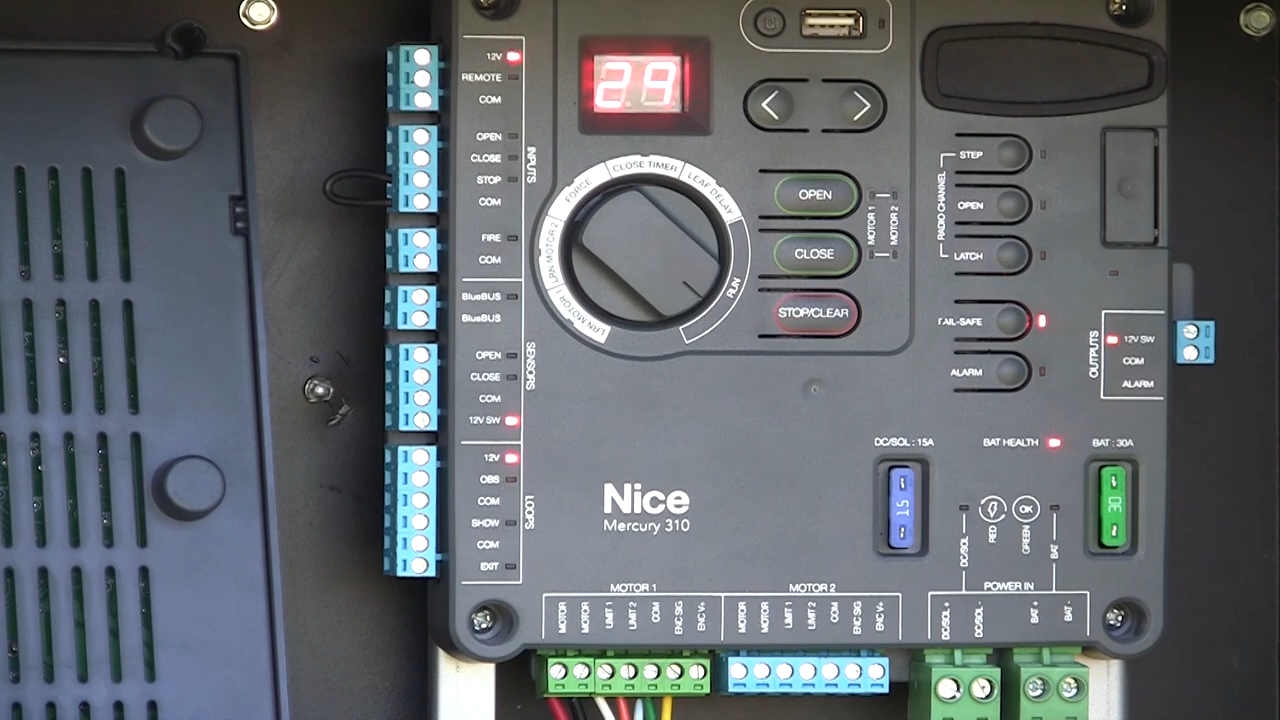 29
12V
REMOTE
COM
OPEN
CLOSE
STOP
COM
INPUTS
FIRE
COM
BlueBUS
BlueBUS
OPEN
CLOSE
COM
12V SW
SENSORS
12V
OBS
COM
SHDW
COM
EXIT
LOOPS
LRN MOTOR 1
LRN MOTOR 2
FORCE
CLOSE TIMER
LEAF DELAY
RUN
OPEN
CLOSE
STOP/CLEAR
MOTOR 1
MOTOR 2
RADIO CHANNEL
STEP
OPEN
LATCH
FAIL-SAFE
ALARM
OUTPUTS
12V SW
COM
ALARM
DC/SOL : 15A
BAT HEALTH
BAT : 30A
15
30
Nice
Mercury 310
DC/SOL
RED
OK
GREEN
BAT
POWER IN
DC/SOL +
DC/SOL -
BAT +
BAT -
MOTOR 1
MOTOR
MOTOR
LIMIT 1
LIMIT 2
COM
ENC SIG
ENC V+
MOTOR 2
MOTOR
MOTOR
LIMIT 1
LIMIT 2
COM
ENC SIG
ENC V+